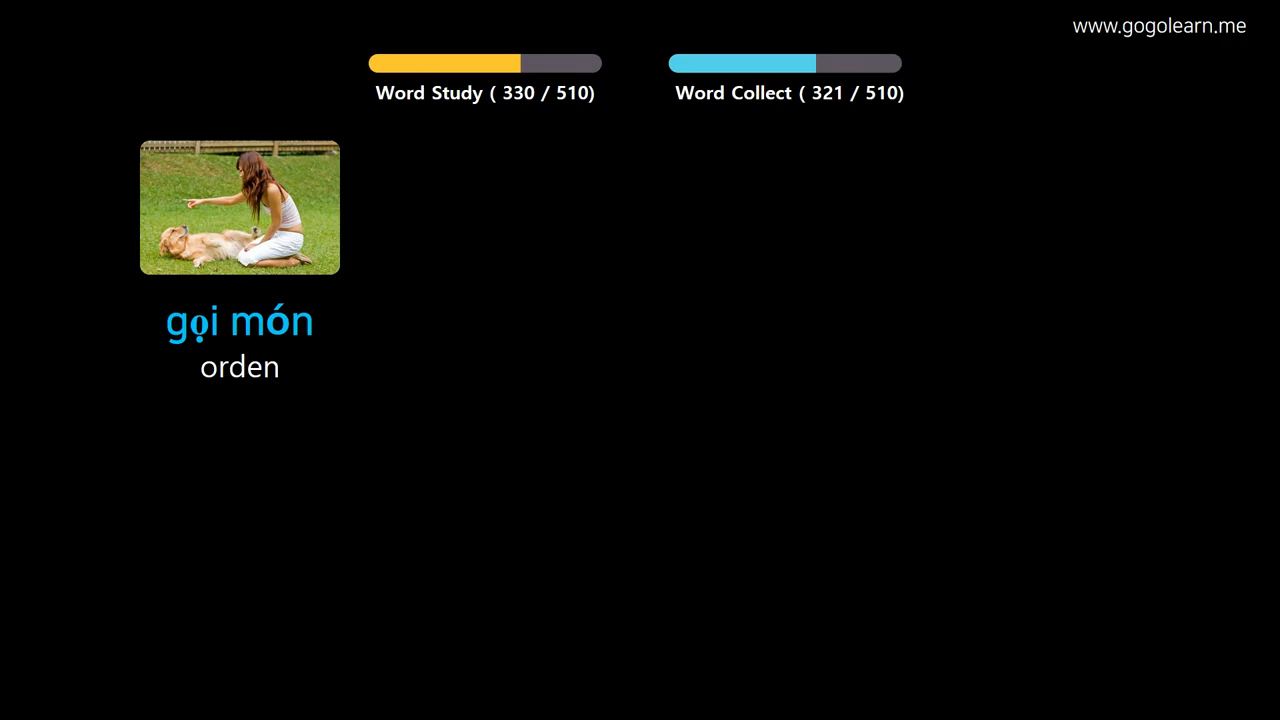 www.gogolearn.me
Word Study ( 330 / 510)
Word Collect ( 321 / 510)
gọi món
orden